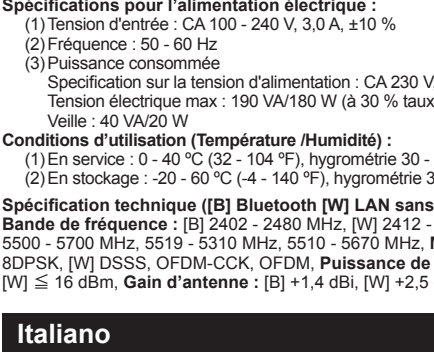 Spécifications pour l'alimentation électrique :
(1) Tension d'entrée : CA 100 - 240 V, 3,0 A, ±10 %
(2) Fréquence : 50 - 60 Hz
(3) Puissance consommée
Specification sur la tension d'alimentation : CA 230 V
Tension électrique max : 190 VA/180 W (à 30 % taux
Veille : 40 VA/20 W
Conditions d'utilisation (Température /Humidité) :
(1) En service : 0 - 40 ºC (32 - 104 ºF), hygrométrie 30 -
(2) En stockage : -20 - 60 ºC (-4 - 140 ºF), hygrométrie 3
Spécification technique ([B] Bluetooth [W] LAN sans
Bande de fréquence : [B] 2402 - 2480 MHz, [W] 2412 -
5500 - 5700 MHz, 5519 - 5310 MHz, 5510 - 5670 MHz,
8DPSK, [W] DSSS, OFDM-CCK, OFDM, Puissance de
[W] ≦ 16 dBm, Gain d'antenne : [B] +1,4 dBi, [W] +2,5
Italiano